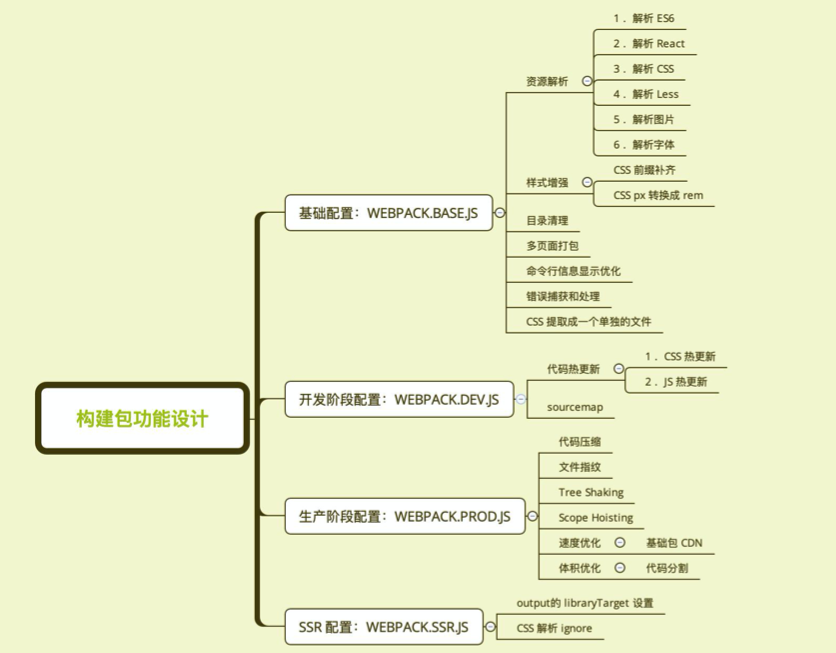 构建包功能设计
基础配置：WEBPACK.BASE.JS
资源解析
1．解析 ES6
2．解析 React
3．解析 CSS
4．解析 Less
5．解析图片
6．解析字体
样式增强
CSS 前缀补齐
CSS px 转换成 rem
目录清理
多页面打包
命令行信息显示优化
错误捕获和处理
CSS 提取成一个单独的文件
开发阶段配置：WEBPACK.DEV.JS
代码热更新
1．CSS 热更新
2．JS 热更新
sourcemap
生产阶段配置：WEBPACK.PROD.JS
代码压缩
文件指纹
Tree Shaking
Scope Hoisting
速度优化
基础包 CDN
体积优化
代码分割
SSR 配置：WEBPACK.SSR.JS
output的 libraryTarget 设置
CSS 解析 ignore